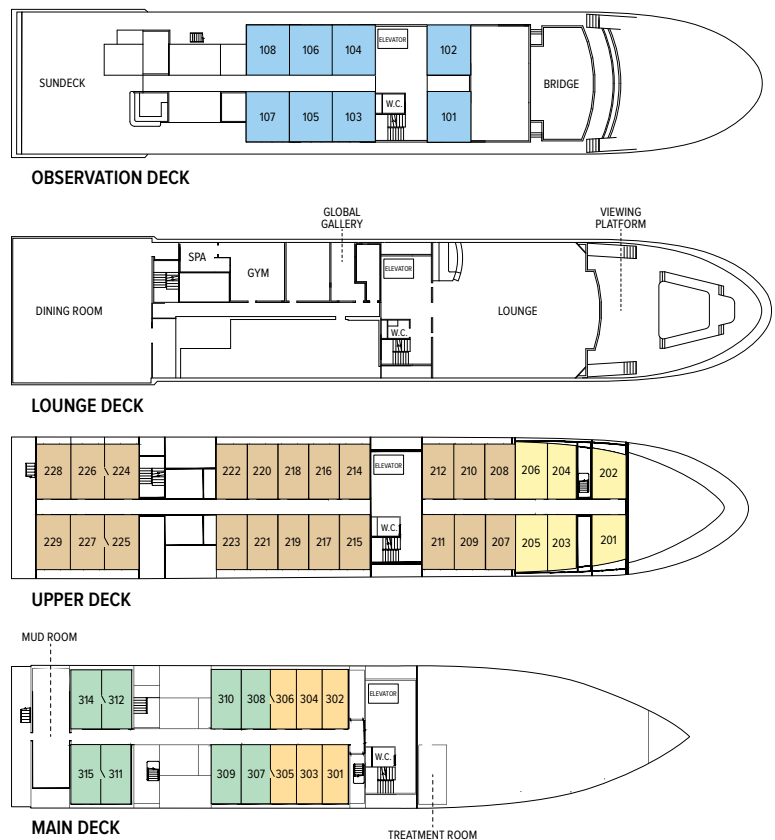 108 106 104 ELEVATOR 102
SUNDECK BRIDGE
W.C.
107 105 103 101
OBSERVATION DECK
GLOBAL
GALLERY
VIEWING
PLATFORM
SPA
GYM
ELEVATOR
DINING ROOM LOUNGE
W.C.
LOUNGE DECK
228 226 224 222 220 218 216 214 ELEVATOR 212 210 208 206 204 202
W.C.
229 227 225 223 221 219 217 215 211 209 207 205 203 201
UPPER DECK
MUD ROOM
314 312 310 308 306 304 302 ELEVATOR
W.C.
315 311 309 307 305 303 301
MAIN DECK
TREATMENT ROOM